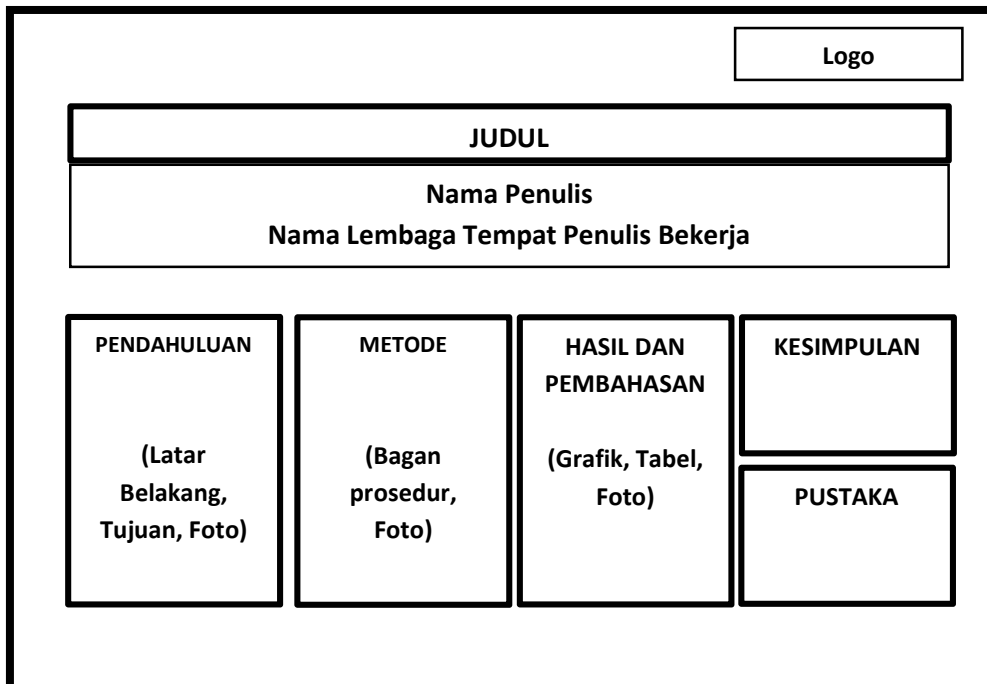 Logo
JUDUL
Nama Penulis
Nama Lembaga Tempat Penulis Bekerja
PENDAHULUAN
(Latar
Belakang,
Tujuan, Foto)
METODE
(Bagan
prosedur,
Foto)
HASIL DAN
PEMBAHASAN
(Grafik, Tabel,
Foto)
KESIMPULAN
PUSTAKA